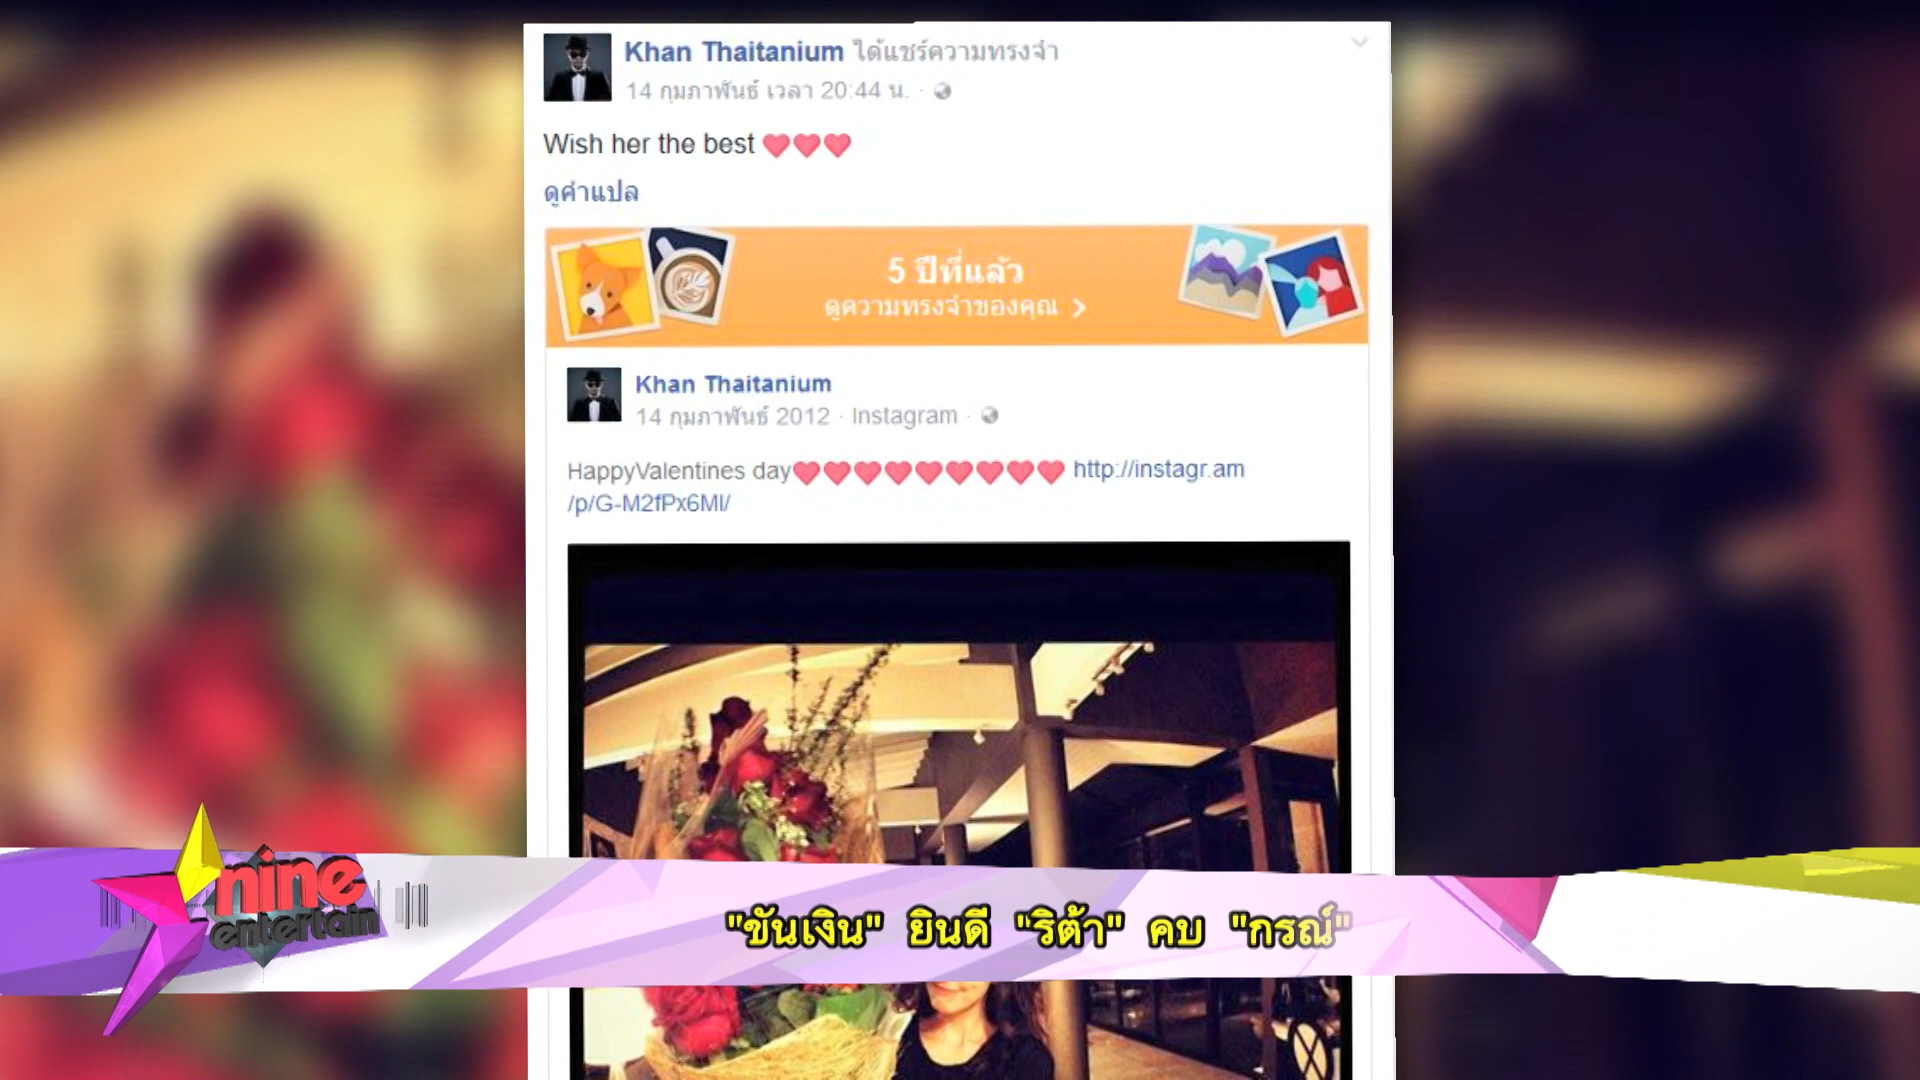 Khan Thaitanium ได้แชร์ความทรงจำ
14 กุมภาพันธ์ เวลา 20:44 น. ·
Wish her the best ❤❤❤
ดูคำแปล
5 ปีที่แล้ว
ดูความทรงจำของคุณ >
Khan Thaitanium
14 กุมภาพันธ์ 2012 · Instagram ·
HappyValentines day❤❤❤❤❤❤❤❤❤ http://instagr.am
/p/G-M2fPx6Ml/
nine
entertain
"ขันเงิน" ยินดี "ริต้า" คบ "กรณ์"